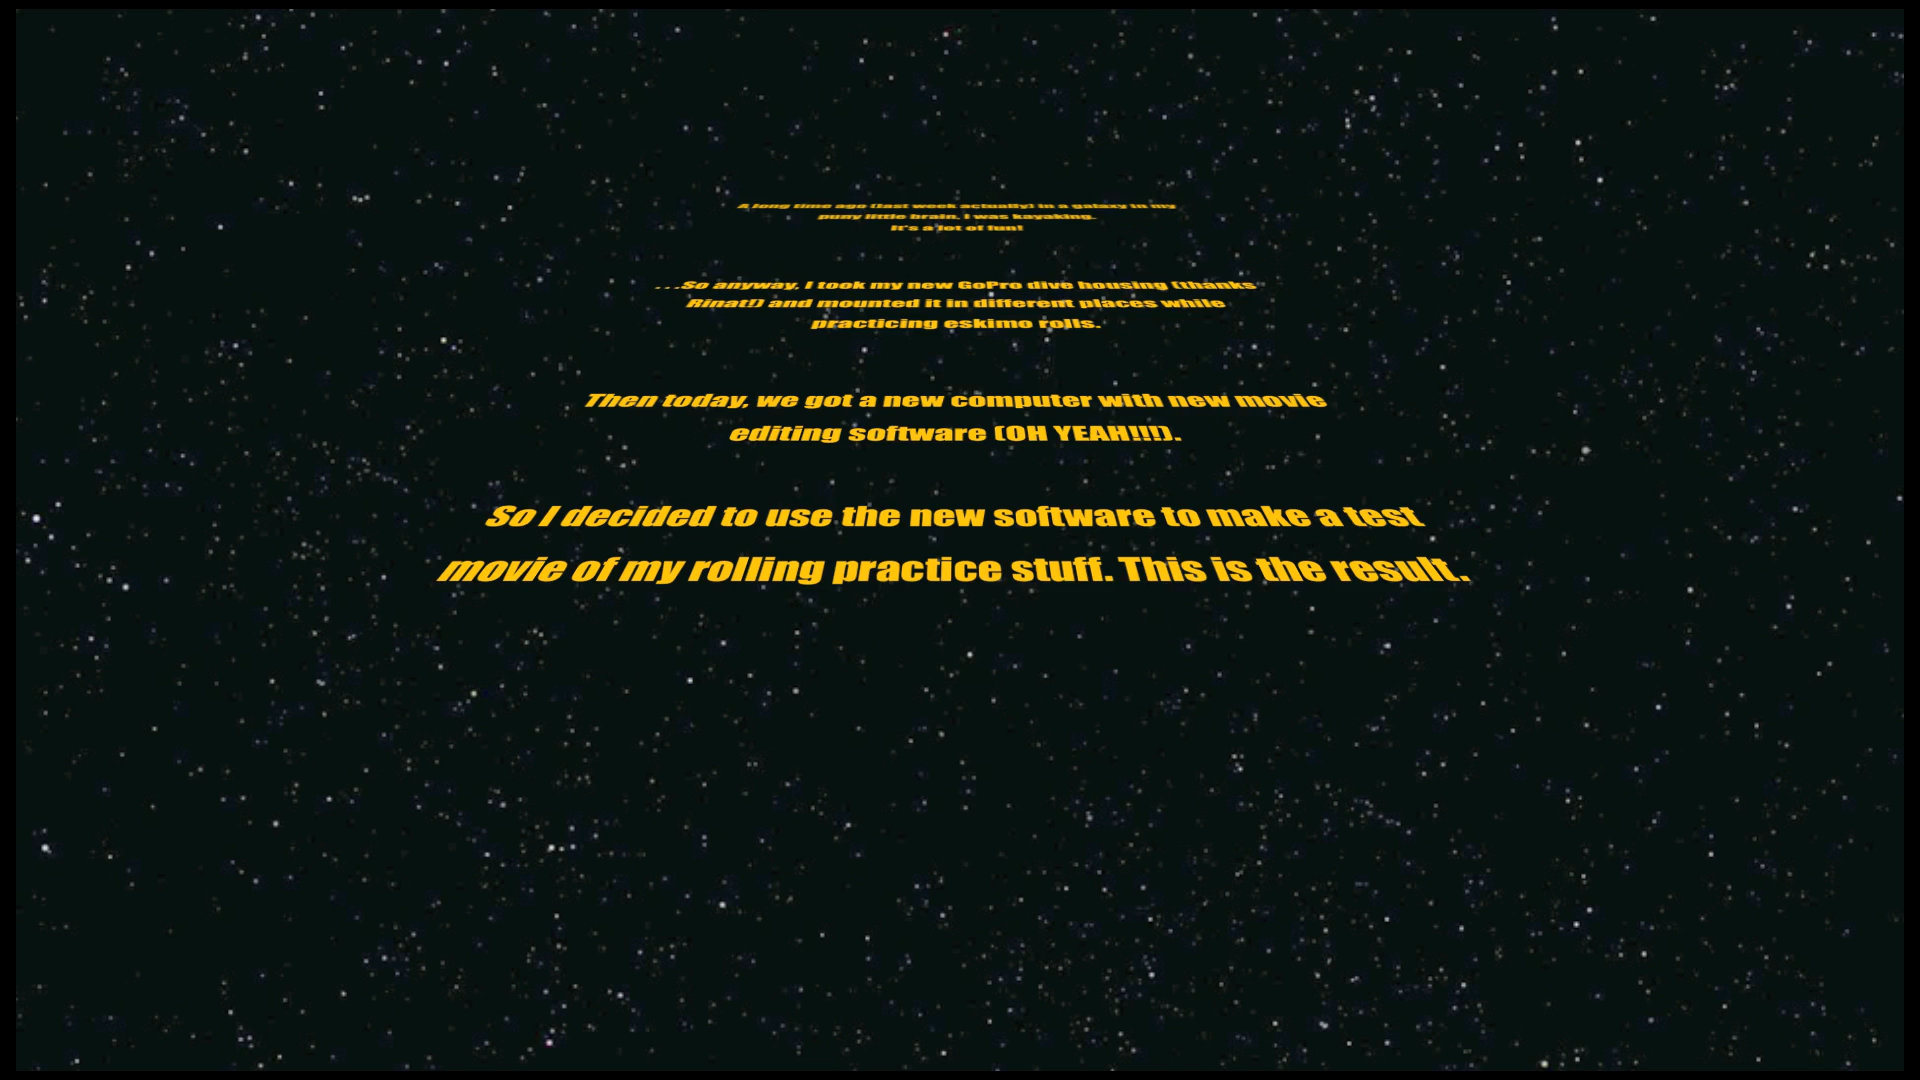 A long time ago (last week actually) in a galaxy in my
puny little brain, I was kayaking.
It's a lot of fun!
...So anyway, I took my new GoPro dive housing (thanks
Rinat!) and mounted it in different places while
practicing eskimo rolls.
Then today, we got a new computer with new movie
editing software (OH YEAH!!!).
So I decided to use the new software to make a test
movie of my rolling practice stuff. This is the result.